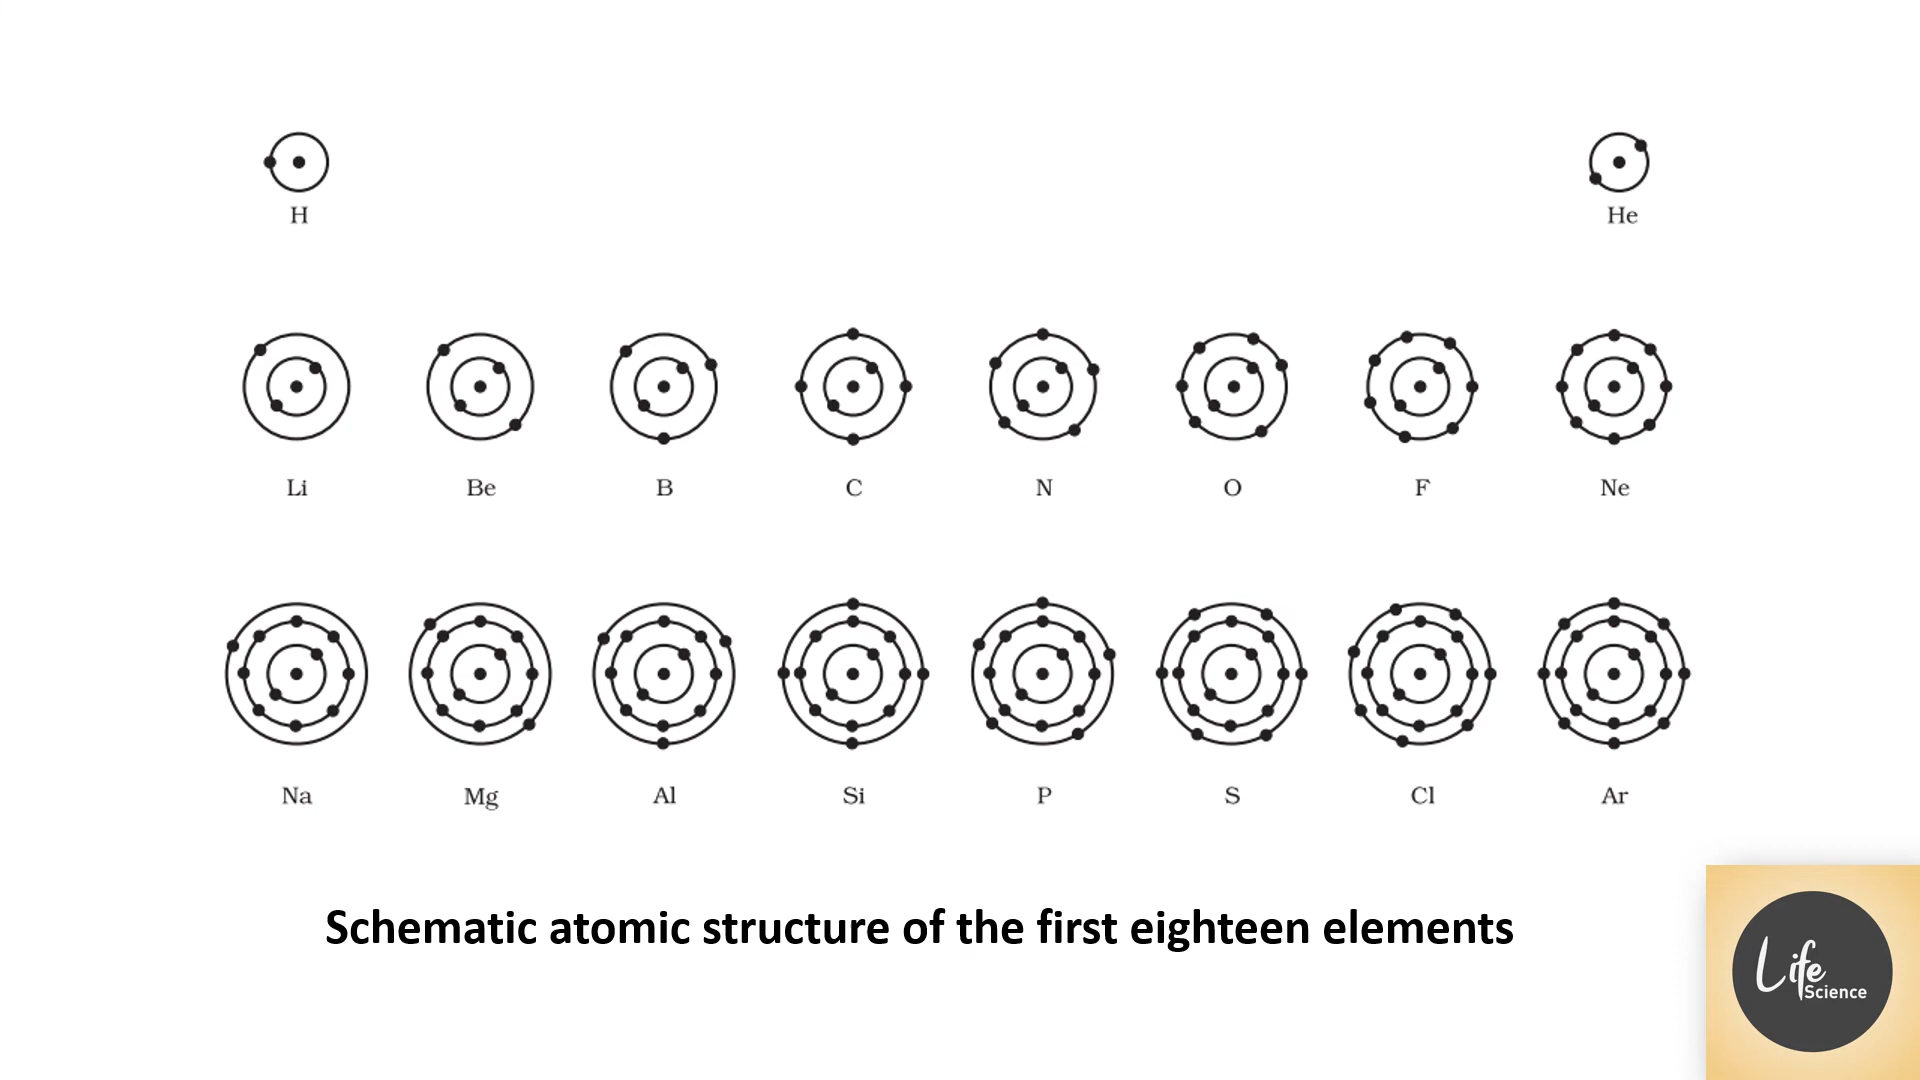 H He
Li Be B C N O F Ne
Na Mg Al Si P S Cl Ar
Schematic atomic structure of the first eighteen elements
Life
Science